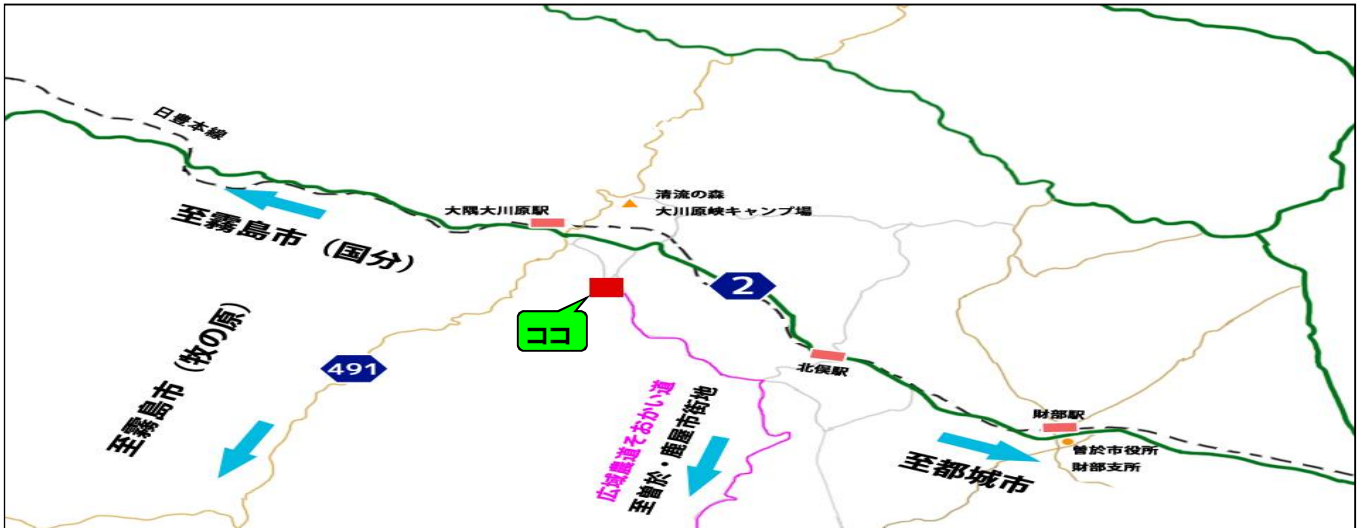 日豊本線
清流の森
大川原峡キャンプ場
大隅大川原駅
至霧島市（国分）
2
ココ
至霧島市（牧の原）
491
北俣駅
広域農道そおかい道
至曽於・鹿屋市街地
財部駅
曽於市役所
財部支所
至都城市